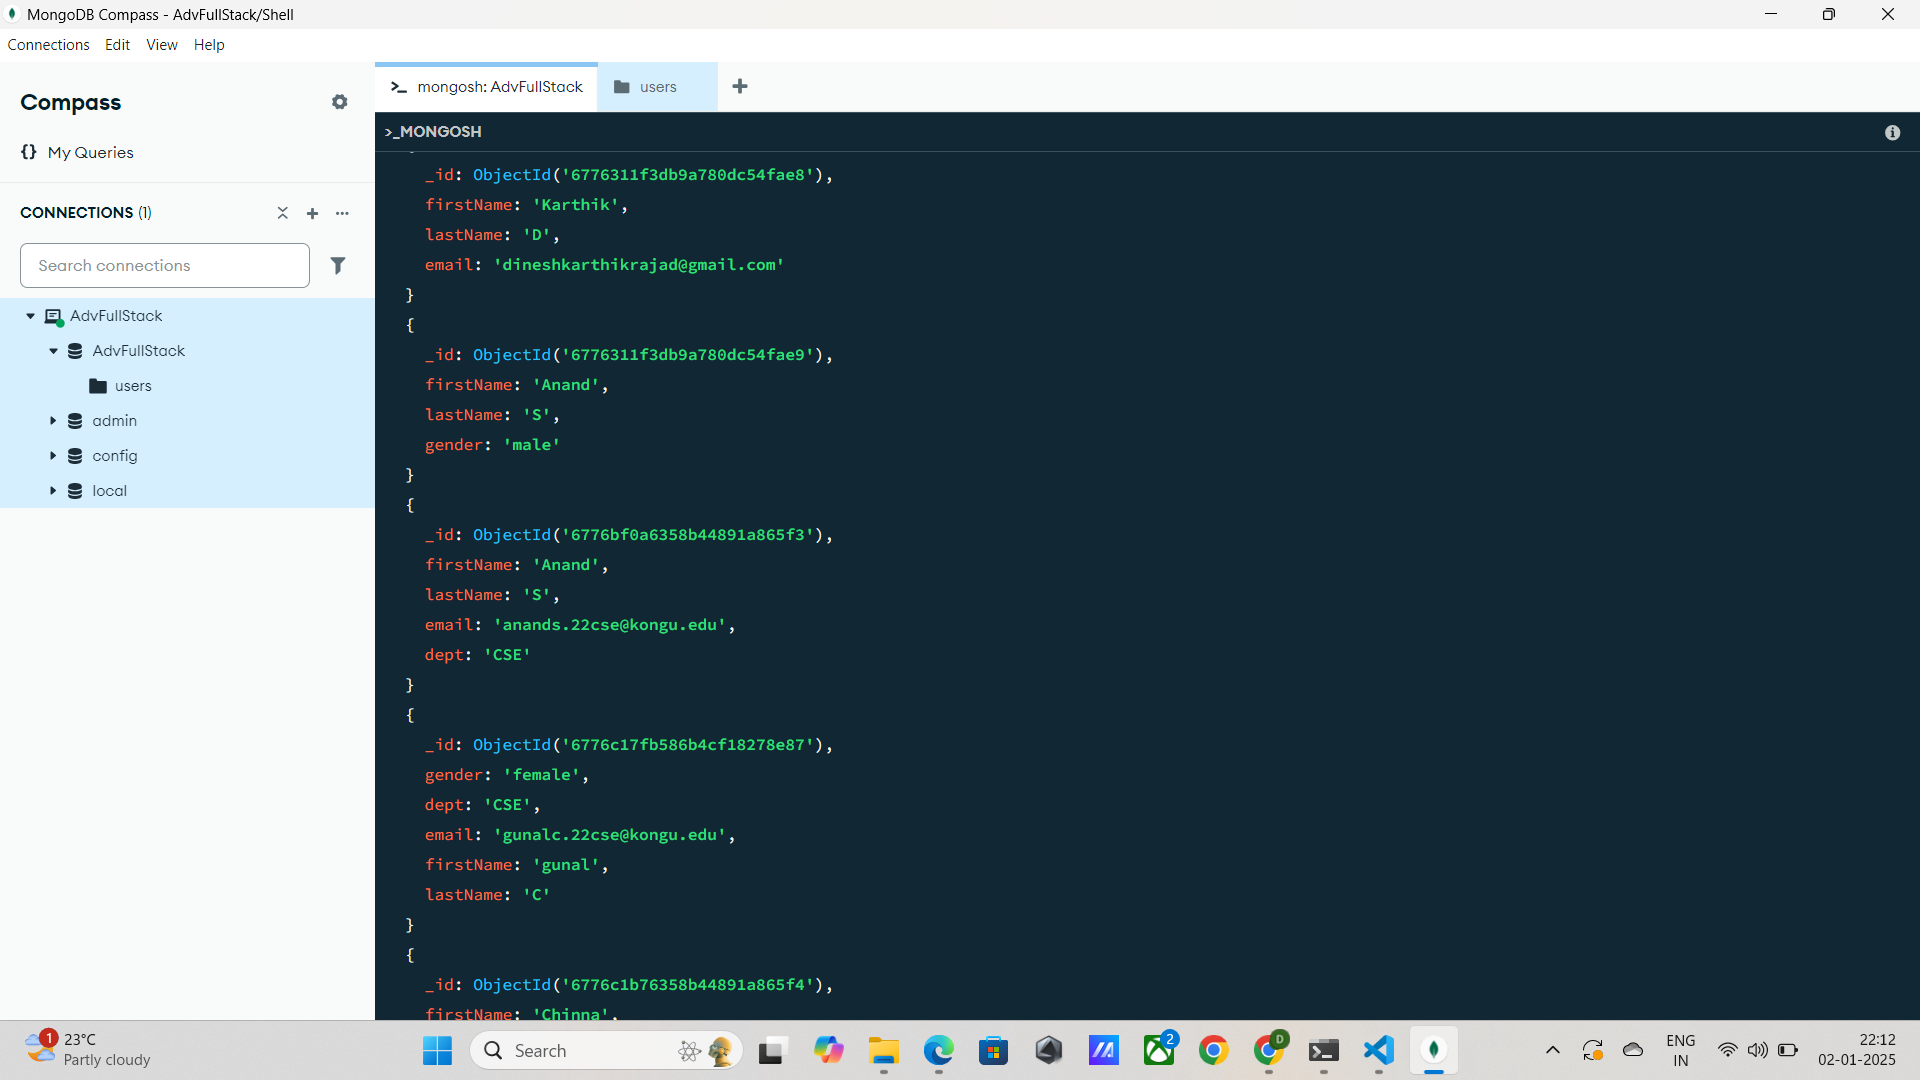 MongoDB Compass - AdvFullStack/Shell
Connections Edit View Help
Compass
{} My Queries
CONNECTIONS (1)
Search connections
AdvFullStack
AdvFullStack
users
admin
config
local
>_ mongosh: AdvFullStack
users
>_MONGOSH
_id: ObjectId('6776311f3db9a780dc54fae8'),
firstName: 'Karthik',
lastName: 'D',
email: 'dineshkarthikrajad@gmail.com'
}
{
_id: ObjectId('6776311f3db9a780dc54fae9'),
firstName: 'Anand',
lastName: 'S',
gender: 'male'
}
{
_id: ObjectId('6776bf0a6358b44891a865f3'),
firstName: 'Anand',
lastName: 'S',
email: 'anands.22cse@kongu.edu',
dept: 'CSE'
}
{
_id: ObjectId('6776c17fb586b4cf18278e87'),
gender: 'female',
dept: 'CSE',
email: 'gunalc.22cse@kongu.edu',
firstName: 'gunal',
lastName: 'C'
}
{
_id: ObjectId('6776c1b76358b44891a865f4'),
firstName: 'Chinna',
1
23°C
Partly cloudy
Search
2
D
ENG
IN
22:12
02-01-2025